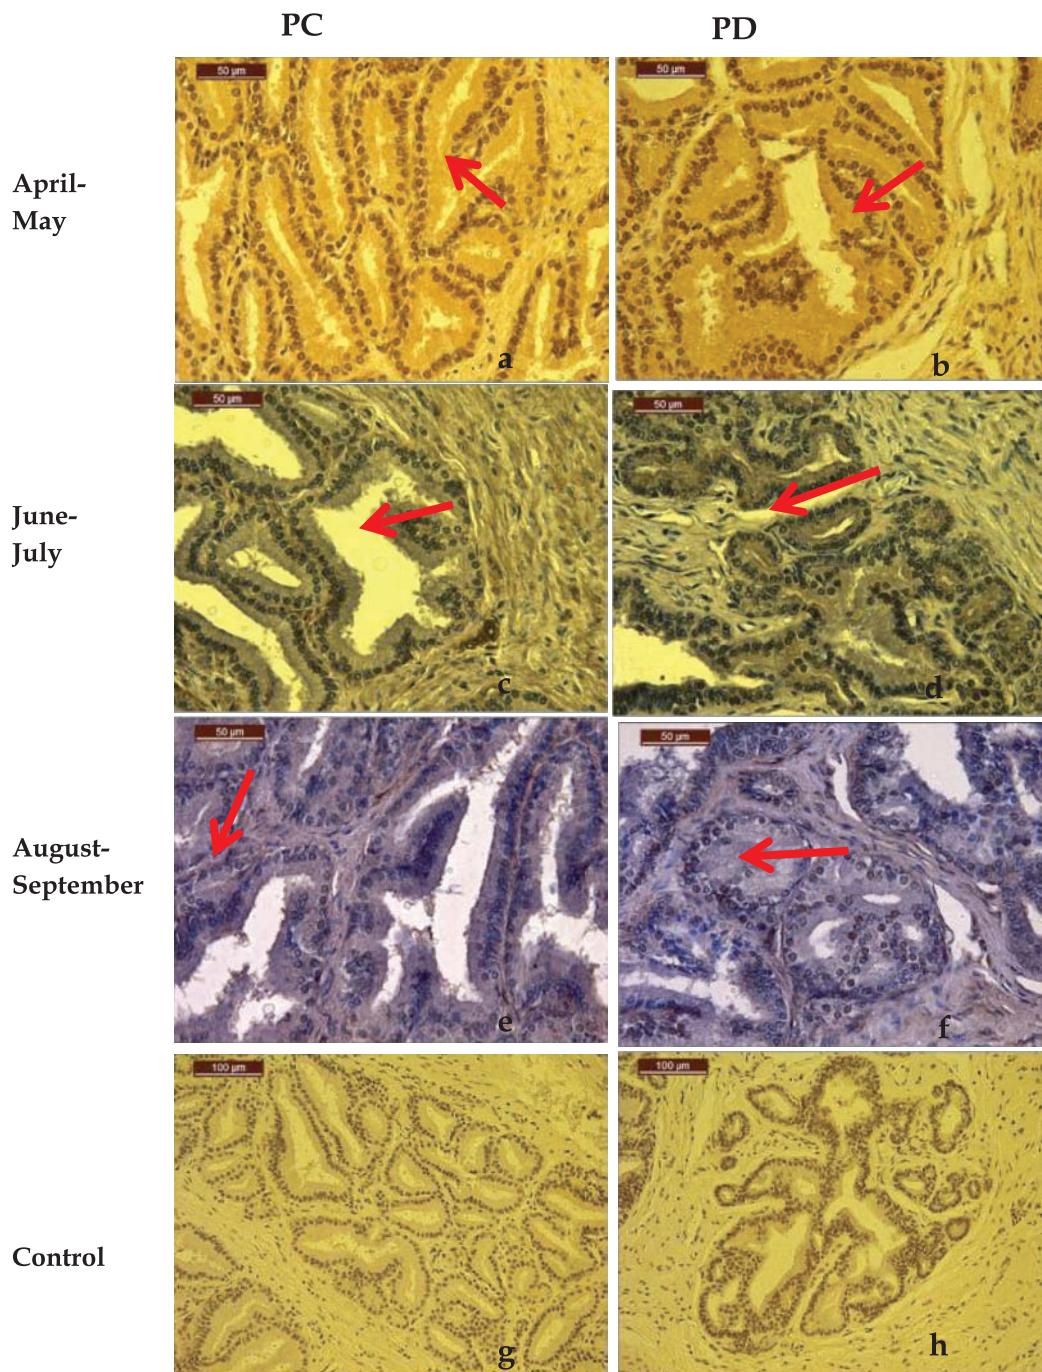 PC PD
50 µm 50 µm
April-
May
a b
50 µm 50 µm
June-
July
c d
50 µm 50 µm
August-
September
e f
100 µm 100 µm
Control
g h